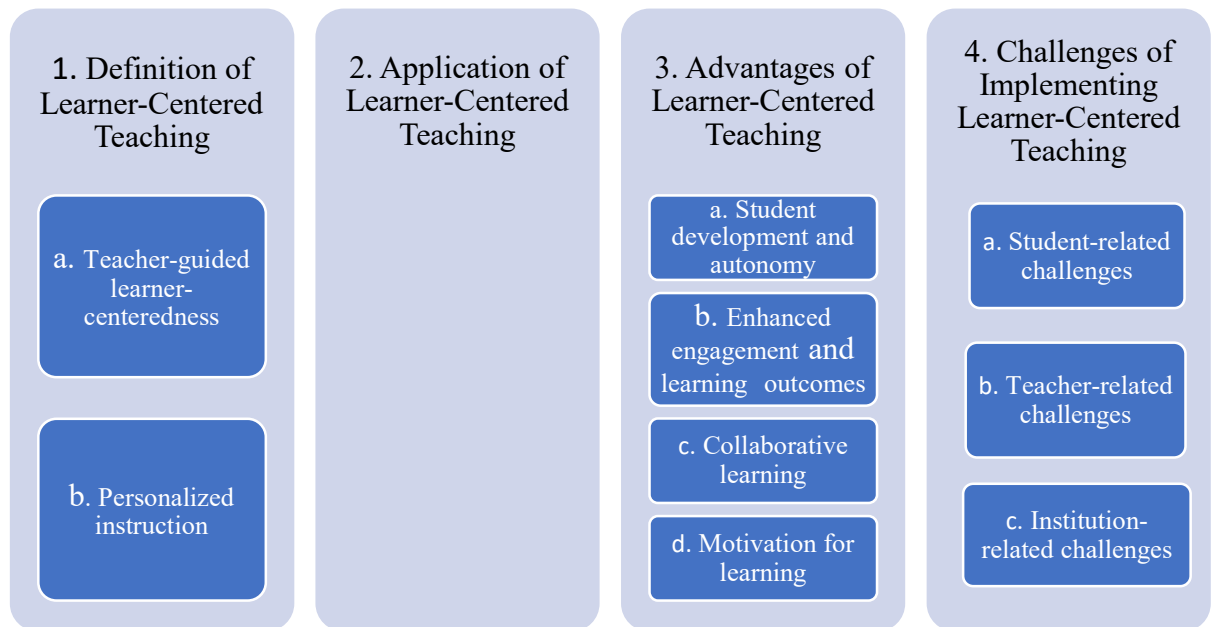 1. Definition of
Learner-Centered
Teaching
a. Teacher-guided
learner-
centeredness
b. Personalized
instruction
2. Application of
Learner-Centered
Teaching
3. Advantages of
Learner-Centered
Teaching
a. Student
development and
autonomy
b. Enhanced
engagement and
learning outcomes
c. Collaborative
learning
d. Motivation for
learning
4. Challenges of
Implementing
Learner-Centered
Teaching
a. Student-related
challenges
b. Teacher-related
challenges
c. Institution-
related challenges